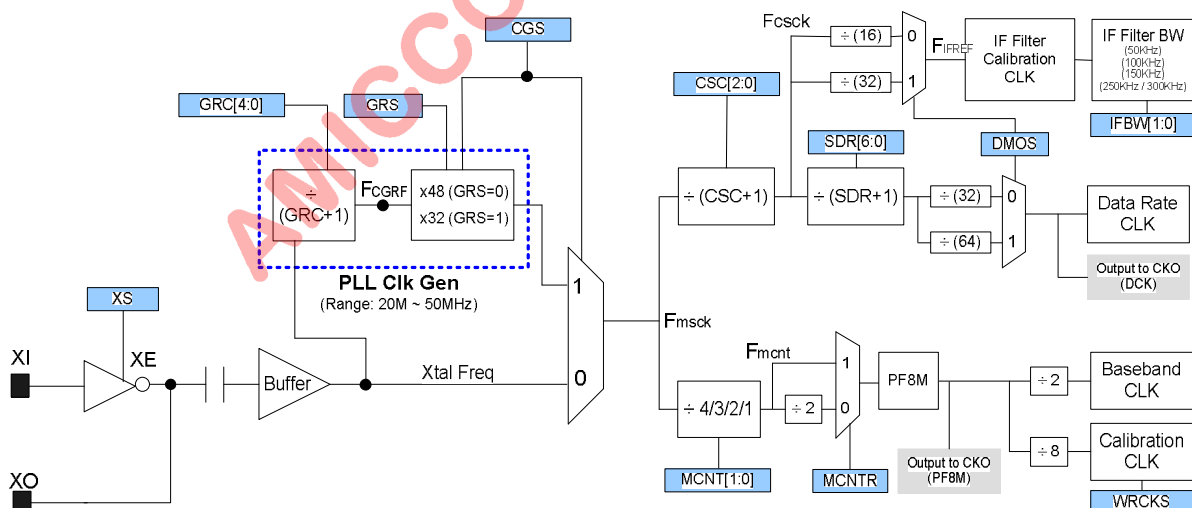 AMICCO
CGS
GRC[4:0]
GRS
÷
(GRC+1)
FCGRF
x48 (GRS=0)
x32 (GRS=1)
PLL Clk Gen
(Range: 20M ~ 50MHz)
XS
XI
XE
XO
Buffer
Xtal Freq
1
0
Fmsck
Fcsck
CSC[2:0]
÷ (CSC+1)
÷ (16)
÷ (32)
0
1
FIFREF
IF Filter
Calibration
CLK
IF Filter BW
(50KHz)
(100KHz)
(150KHz)
(250KHz / 300KHz)
IFBW[1:0]
SDR[6:0]
÷ (SDR+1)
DMOS
÷ (32)
÷ (64)
0
1
Data Rate
CLK
Output to CKO
(DCK)
÷ 4/3/2/1
MCNT[1:0]
Fmcnt
÷ 2
1
0
MCNTR
PF8M
Output to CKO
(PF8M)
÷ 2
Baseband
CLK
÷ 8
Calibration
CLK
WRCKS